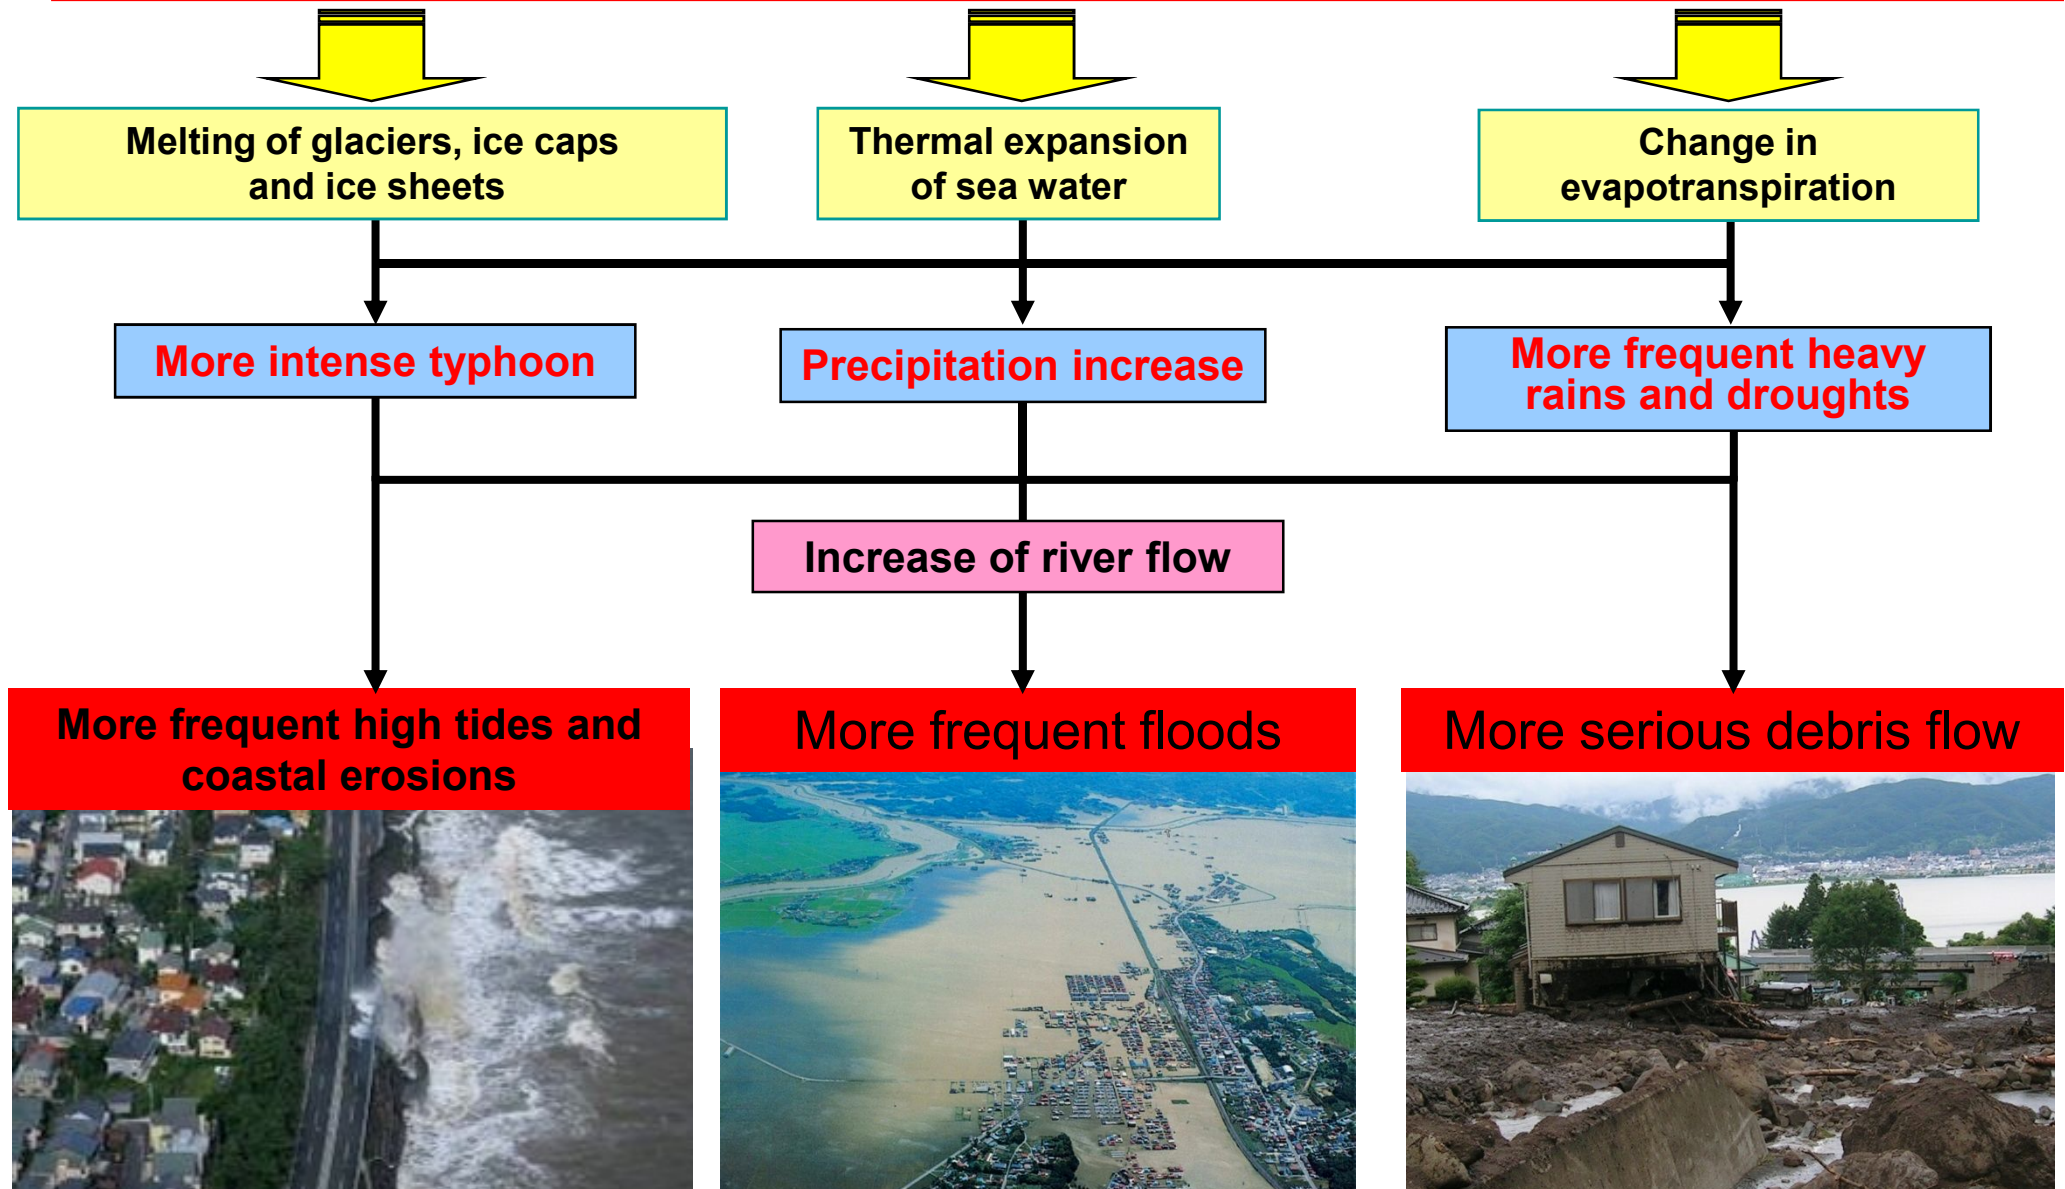 Melting of glaciers, ice caps
and ice sheets
Thermal expansion
of sea water
Change in
evapotranspiration
More intense typhoon
Precipitation increase
More frequent heavy
rains and droughts
Increase of river flow
More frequent high tides and
coastal erosions
More frequent floods
More serious debris flow